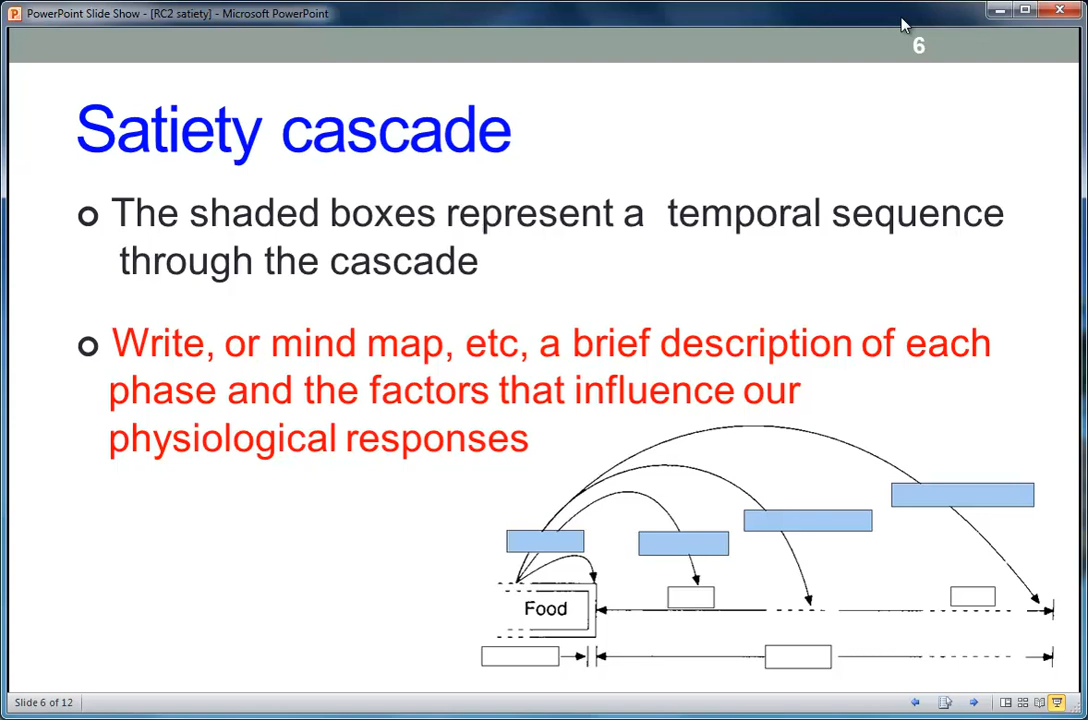 PowerPoint Slide Show - [RC2 satiety] - Microsoft PowerPoint
6
Satiety cascade
The shaded boxes represent a temporal sequence
through the cascade
Write, or mind map, etc, a brief description of each
phase and the factors that influence our
physiological responses
Food
Slide 6 of 12